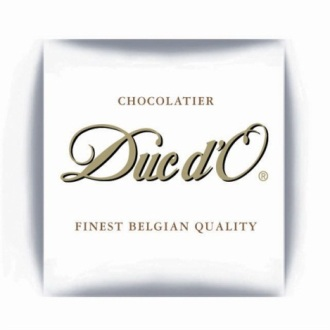 CHOCOLATIER
Duc d'O®
FINEST BELGIAN QUALITY